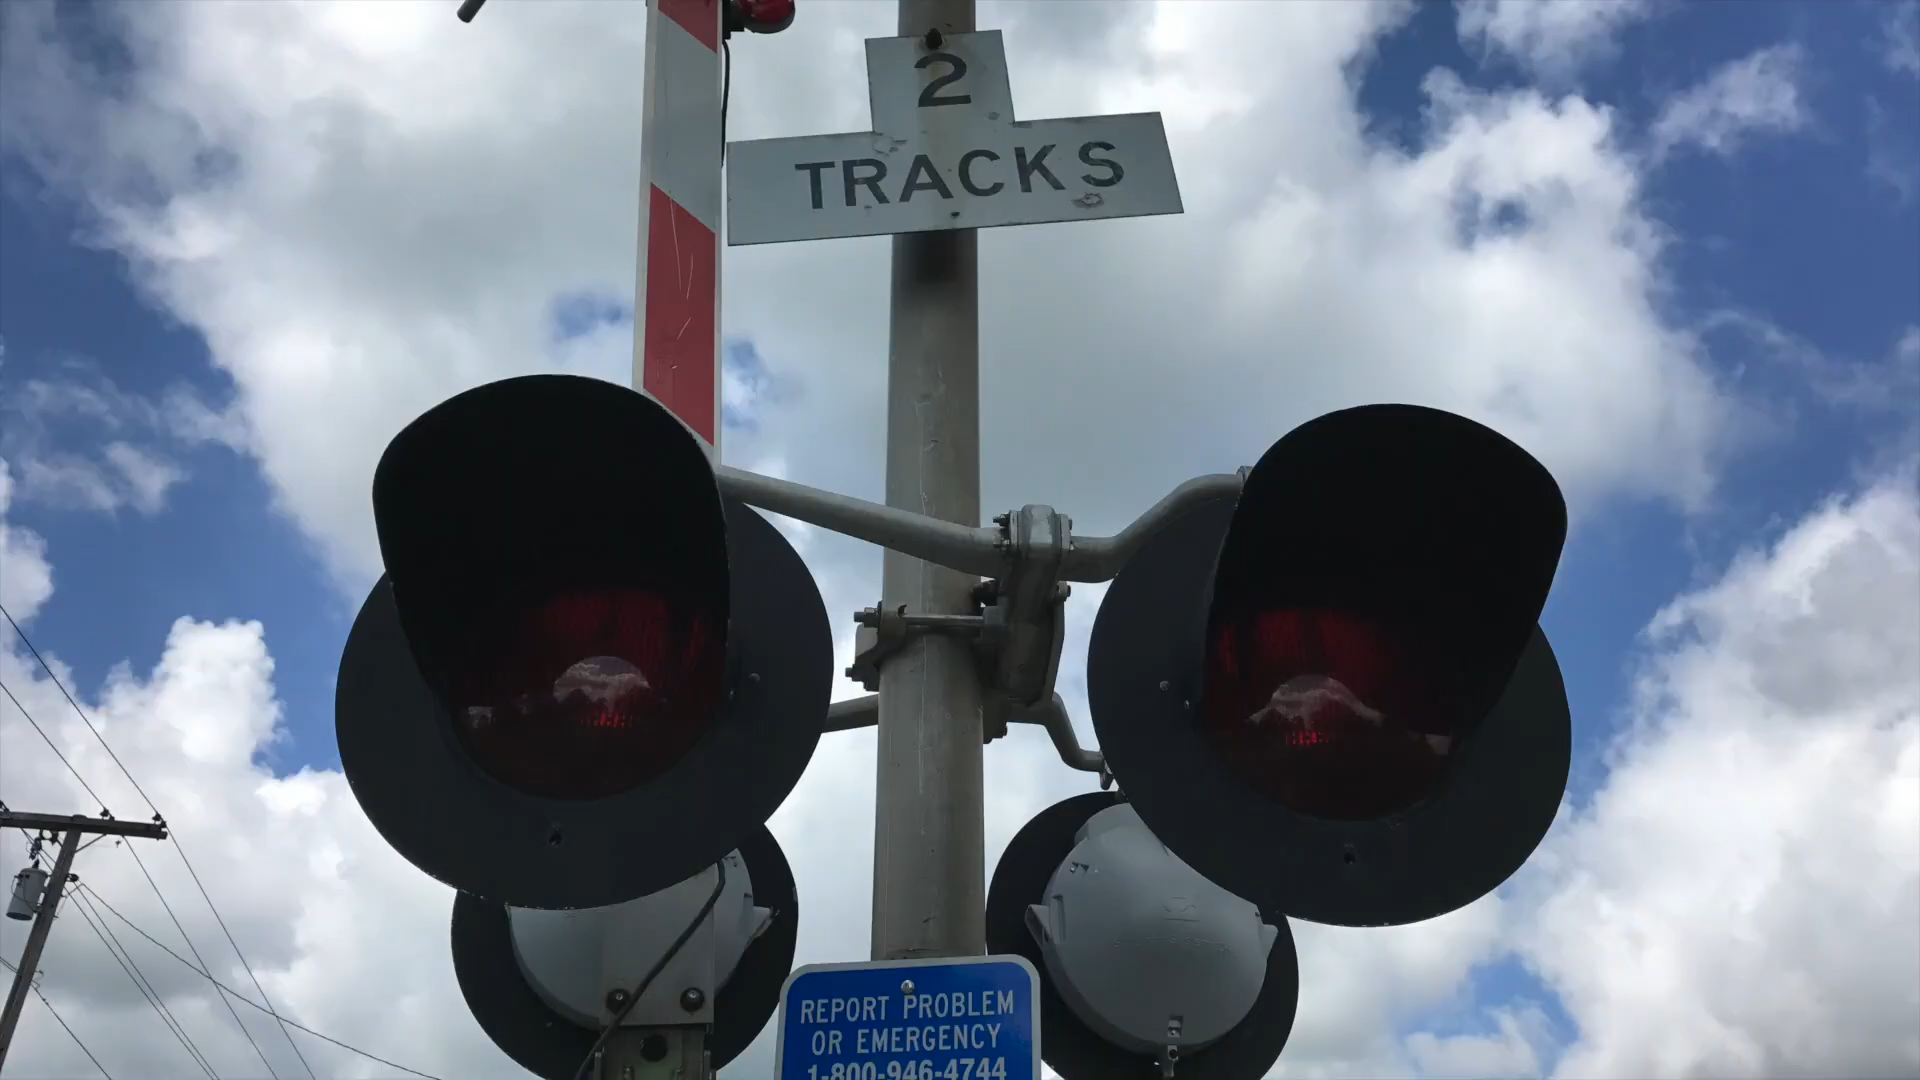 2
TRACKS
REPORT PROBLEM
OR EMERGENCY
1-800-946-4744